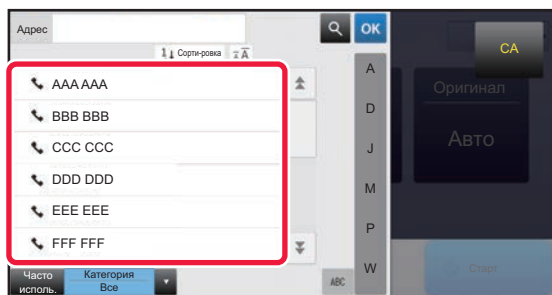 Адрес
OK
CA
1↓ Сорти-ровка
AAA AAA
BBB BBB
CCC CCC
DDD DDD
EEE EEE
FFF FFF
A
D
J
M
P
W
Оригинал
Авто
Часто исполь.
Категория
Все
ABC
Старт